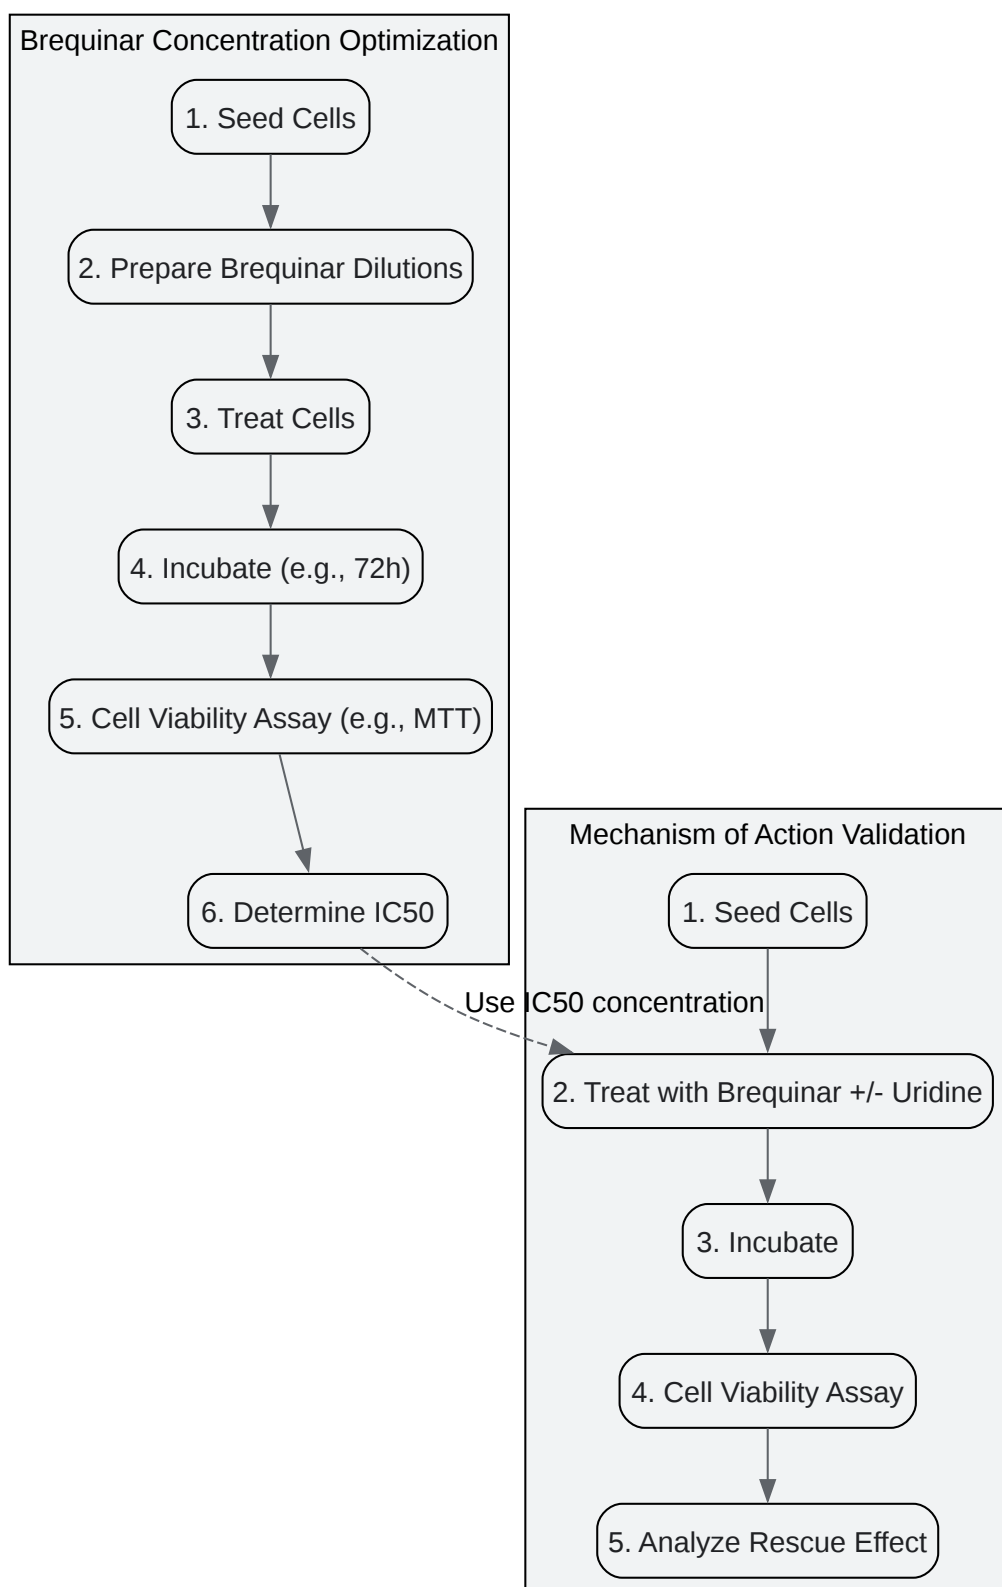 Brequinar Concentration Optimization
1. Seed Cells
2. Prepare Brequinar Dilutions
3. Treat Cells
4. Incubate (e.g., 72h)
5. Cell Viability Assay (e.g., MTT)
6. Determine IC50
Use IC50 concentration
Mechanism of Action Validation
1. Seed Cells
2. Treat with Brequinar +/- Uridine
3. Incubate
4. Cell Viability Assay
5. Analyze Rescue Effect